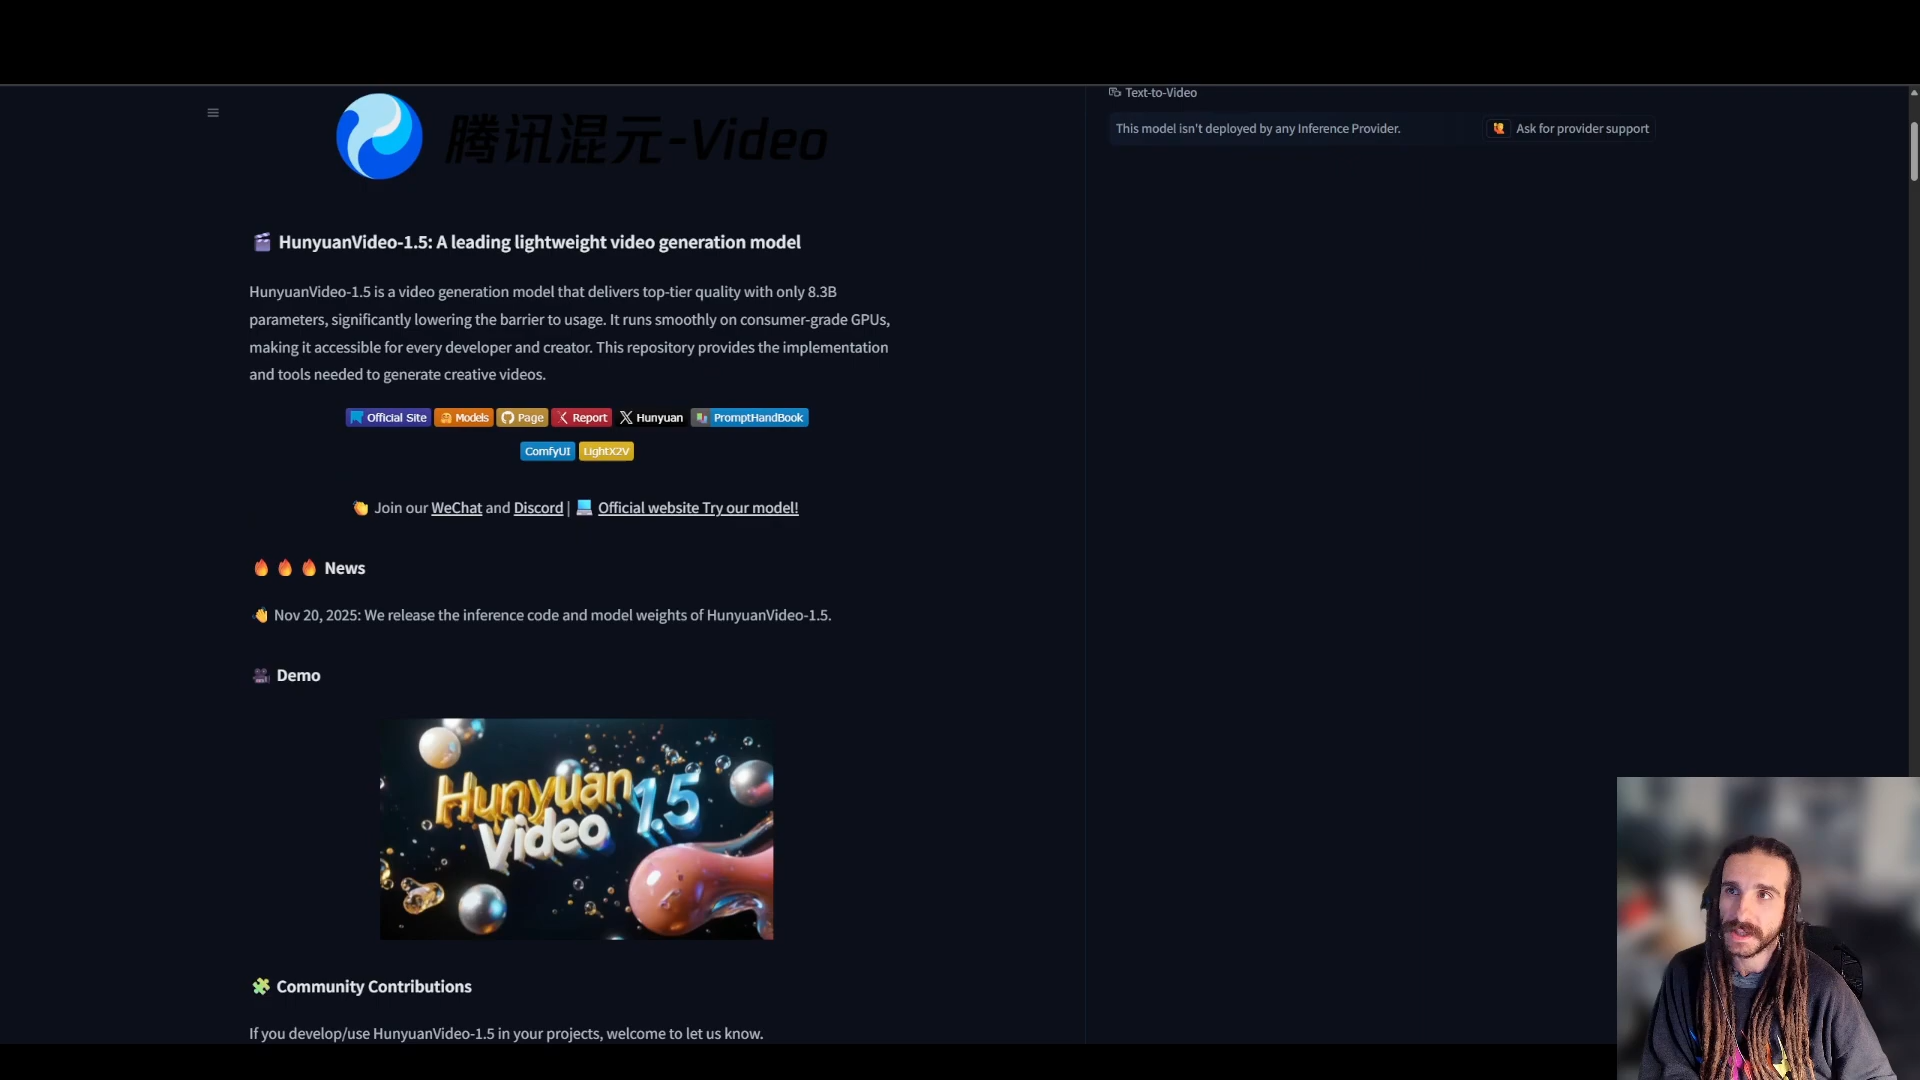 腾讯混元-Video
Text-to-Video
This model isn't deployed by any Inference Provider.
Ask for provider support
HunyuanVideo-1.5: A leading lightweight video generation model
HunyuanVideo-1.5 is a video generation model that delivers top-tier quality with only 8.3B
parameters, significantly lowering the barrier to usage. It runs smoothly on consumer-grade GPUs,
making it accessible for every developer and creator. This repository provides the implementation
and tools needed to generate creative videos.
Official Site Models Page Report Hunyuan PromptHandBook
ComfyUI LightX2V
Join our WeChat and Discord | Official website Try our model!
News
Nov 20, 2025: We release the inference code and model weights of HunyuanVideo-1.5.
Demo
Hunyuan 1.5
Video
Community Contributions
If you develop/use HunyuanVideo-1.5 in your projects, welcome to let us know.